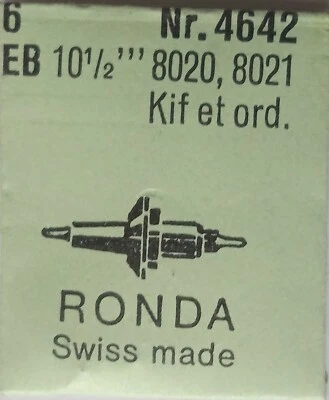 6 Nr. 4642
EB 10½''' 8020, 8021
Kif et ord.
RONDA
Swiss made